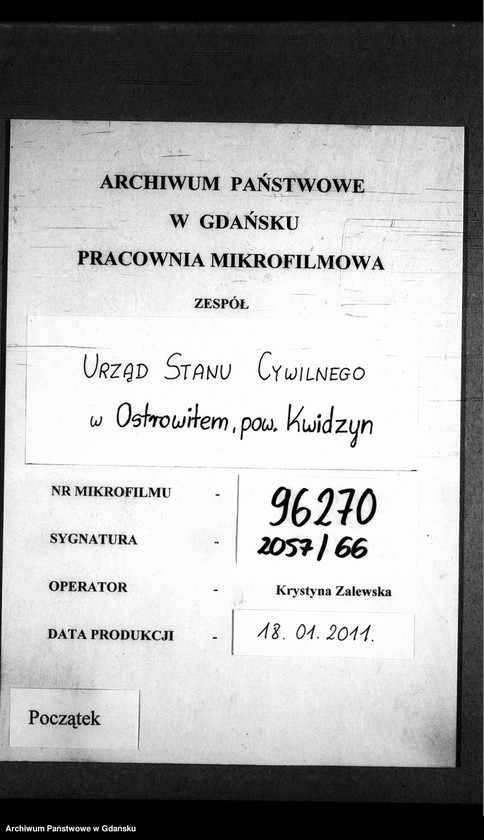 ARCHIWUM PAŃSTWOWE
W GDAŃSKU
PRACOWNIA MIKROFILMOWA
ZESPÓŁ
URZĄD STANU CYWILNEGO
w Ostrowitem, pow. Kwidzyn
NR MIKROFILMU - 96270
SYGNATURA - 2057/66
OPERATOR - Krystyna Zalewska
DATA PRODUKCJI - 18.01.2011.
Początek
Archiwum Państwowe w Gdańsku